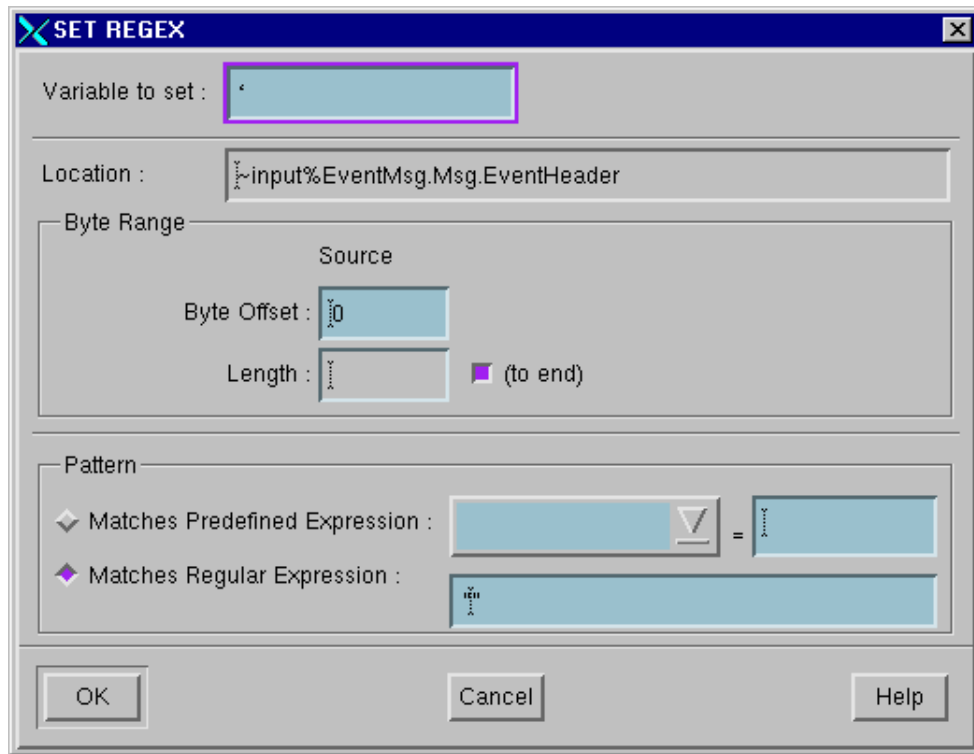 SET REGEX
Variable to set : ‘
Location : ~input%EventMsg.Msg.EventHeader
Byte Range
Source
Byte Offset : 0
Length : (to end)
Pattern
Matches Predefined Expression : =
Matches Regular Expression : ""
OK Cancel Help